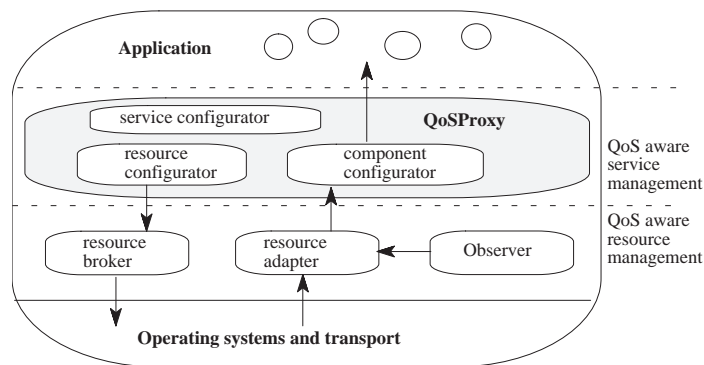 Application
service configurator
QoSProxy
resource
configurator
component
configurator
QoS aware
service
management
resource
broker
resource
adapter
Observer
QoS aware
resource
management
Operating systems and transport